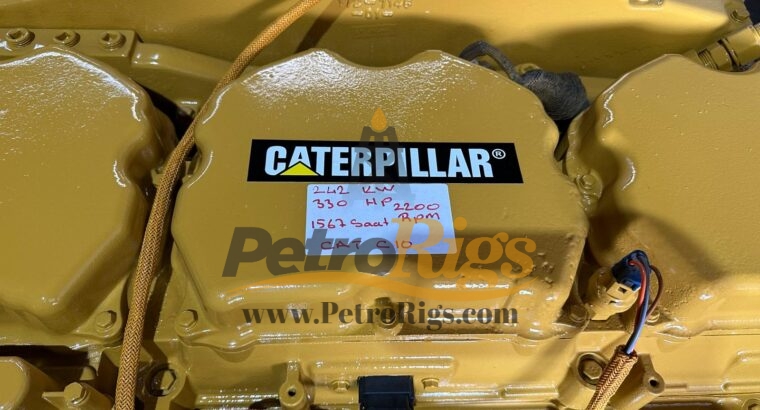 CATERPILLAR®
242 KW
330 HP 2200
1567 Saat RPM
CAT C10
PetroRigs
www.PetroRigs.com